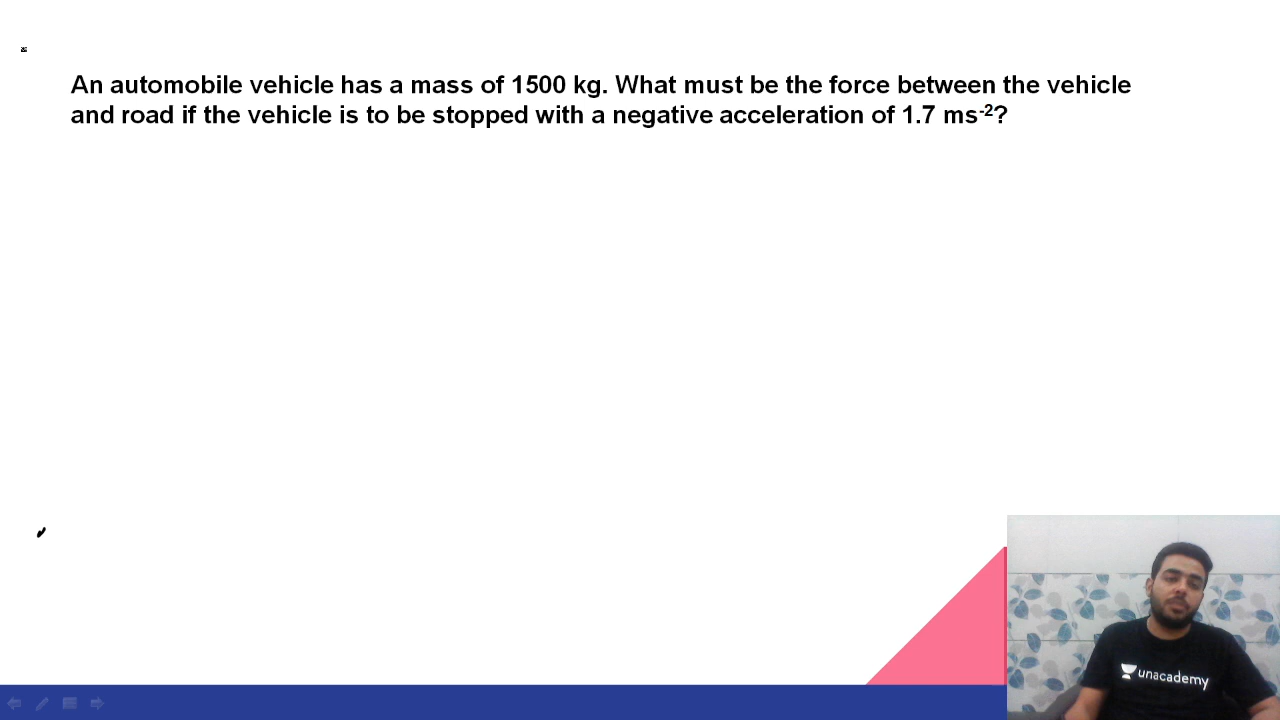 An automobile vehicle has a mass of 1500 kg. What must be the force between the vehicle
and road if the vehicle is to be stopped with a negative acceleration of 1.7 ms⁻²?
unacademy